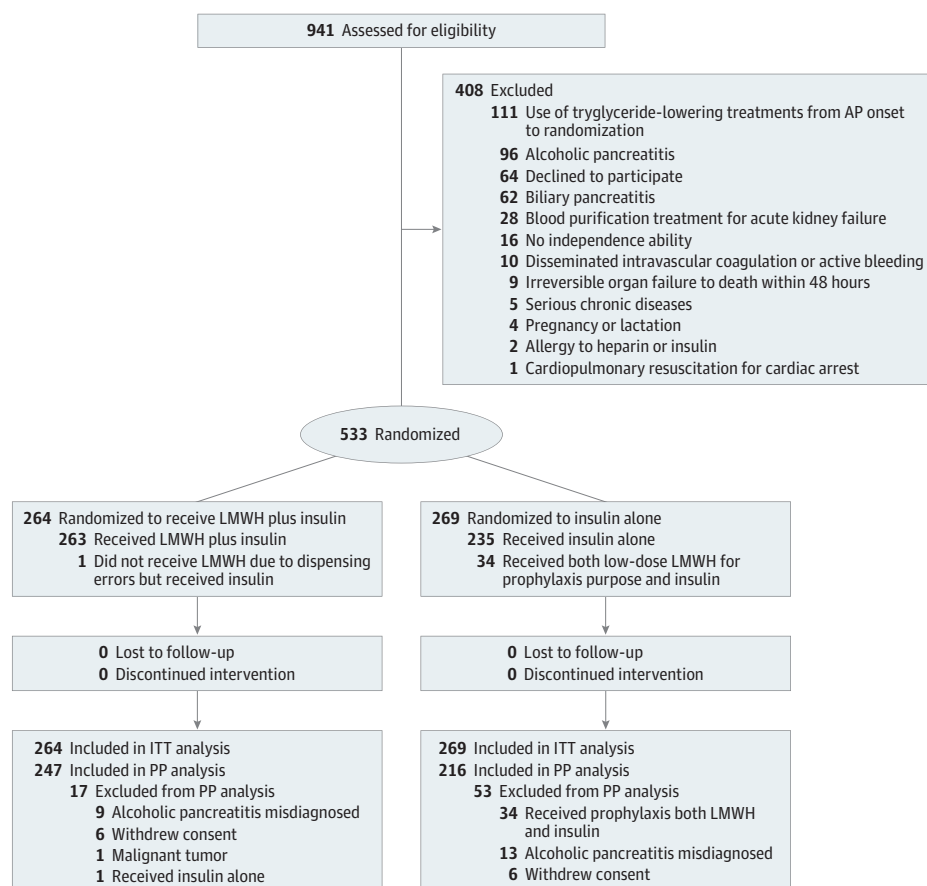 941 Assessed for eligibility
408 Excluded
111 Use of tryglyceride-lowering treatments from AP onset
to randomization
96 Alcoholic pancreatitis
64 Declined to participate
62 Biliary pancreatitis
28 Blood purification treatment for acute kidney failure
16 No independence ability
10 Disseminated intravascular coagulation or active bleeding
9 Irreversible organ failure to death within 48 hours
5 Serious chronic diseases
4 Pregnancy or lactation
2 Allergy to heparin or insulin
1 Cardiopulmonary resuscitation for cardiac arrest
533 Randomized
264 Randomized to receive LMWH plus insulin
263 Received LMWH plus insulin
1 Did not receive LMWH due to dispensing
errors but received insulin
269 Randomized to insulin alone
235 Received insulin alone
34 Received both low-dose LMWH for
prophylaxis purpose and insulin
0 Lost to follow-up
0 Discontinued intervention
0 Lost to follow-up
0 Discontinued intervention
264 Included in ITT analysis
247 Included in PP analysis
17 Excluded from PP analysis
9 Alcoholic pancreatitis misdiagnosed
6 Withdrew consent
1 Malignant tumor
1 Received insulin alone
269 Included in ITT analysis
216 Included in PP analysis
53 Excluded from PP analysis
34 Received prophylaxis both LMWH
and insulin
13 Alcoholic pancreatitis misdiagnosed
6 Withdrew consent